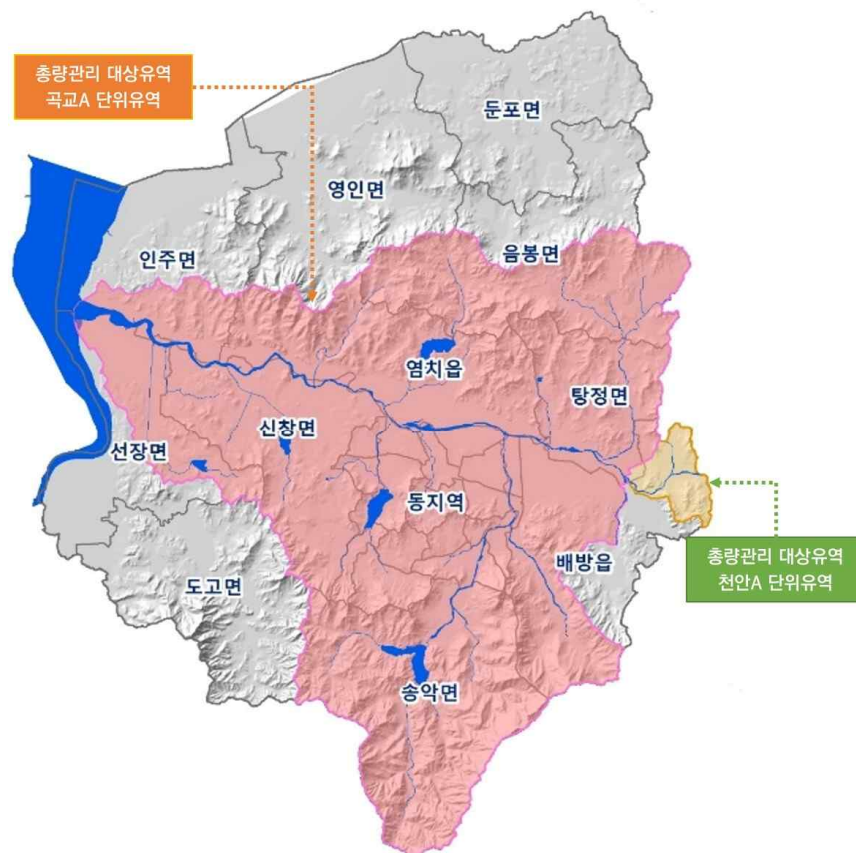 총량관리 대상유역
곡교A 단위유역
둔포면
영인면
음봉면
인주면
염치읍
탕정면
신창면
선장면
동지역
배방읍
총량관리 대상유역
천안A 단위유역
도고면
송악면